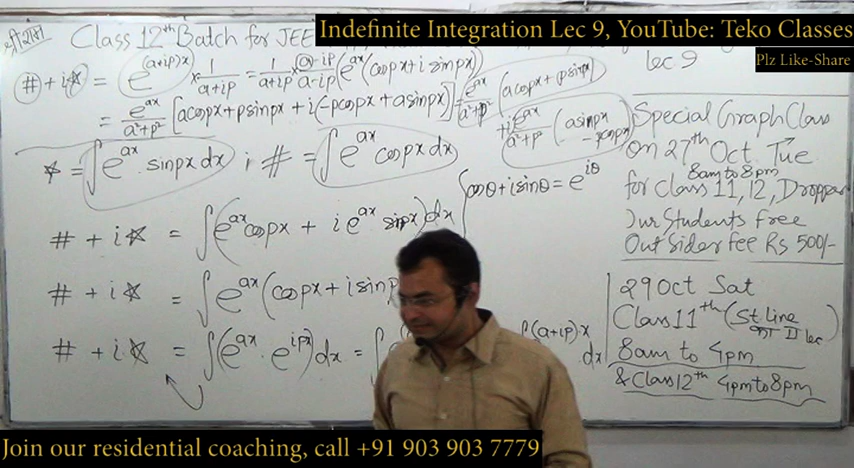 श्री राम
Class 12th Batch for JEE
Indefinite Integration Lec 9, YouTube: Teko Classes
Lec 9
Plz Like-Share
# + i☆ = e^(a+ip)x × 1/(a+ip) = 1/(a+ip) × (a-ip)/(a-ip) (e^ax (cospx + i sinpx))
= e^ax/(a²+p²) [acospx + psinpx + i(-pcospx + asinpx)] = e^ax/(a²+p²) (acospx + psinpx)
+ i e^ax/(a²+p²) (asinpx - pcospx)
☆ = ∫e^ax . sinpx dx ; # = ∫e^ax cospx dx
cosθ + isinθ = e^iθ
# + i☆ = ∫(e^ax cospx + i e^ax sinpx)dx
# + i☆ = ∫e^ax (cospx + i sinp
# + i☆ = ∫(e^ax . e^ipx)dx = ∫
(a+ip).x dx
Special Graph Class
on 27th Oct. Tue
8am to 8pm
for class 11, 12, Dropper
Our Students free
Out Sider fee Rs 500/-
29 Oct Sat
Class 11th (St. Line का II lec)
8am to 4pm
& Class 12th 4pm to 8pm
Join our residential coaching, call +91 903 903 7779